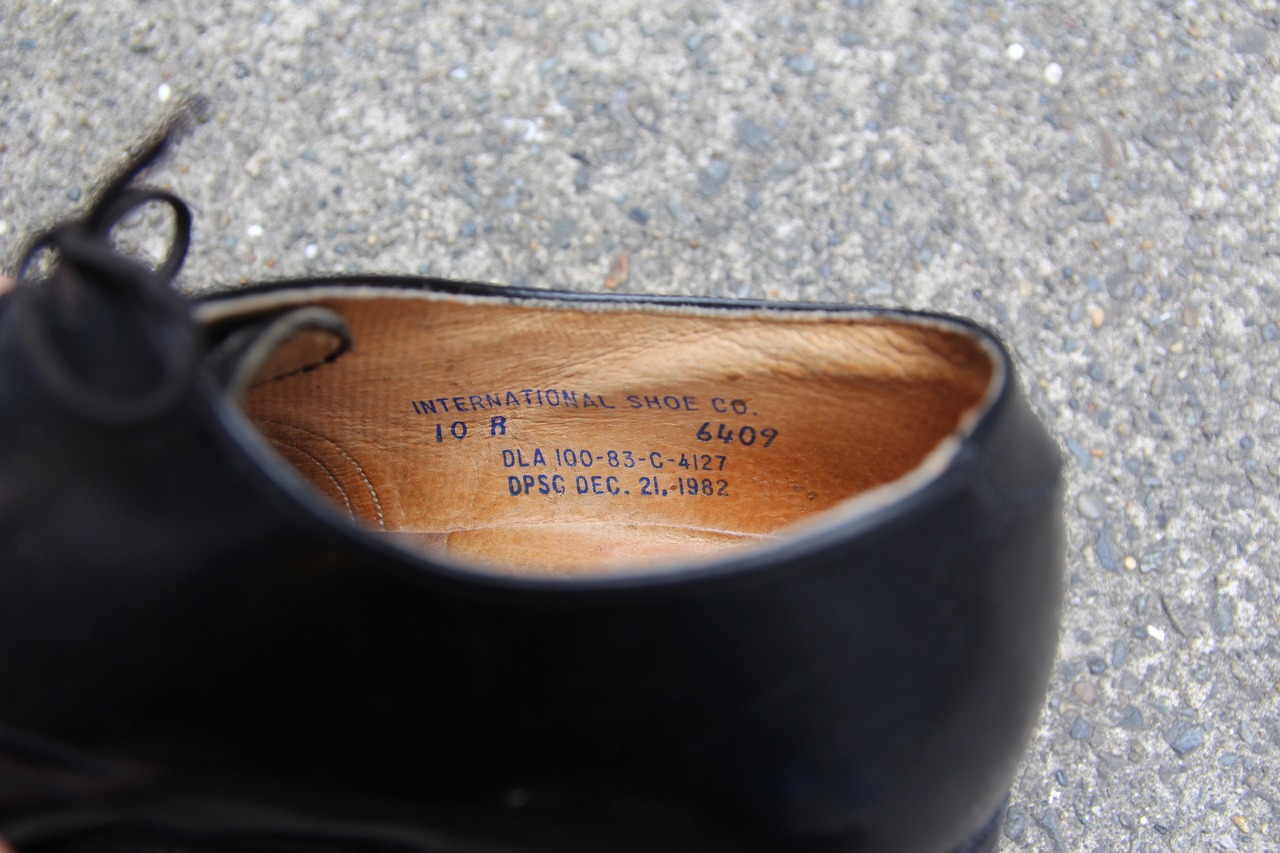 INTERNATIONAL SHOE CO.
10 R 6409
DLA 100-83-C-4127
DPSC DEC. 21, 1982